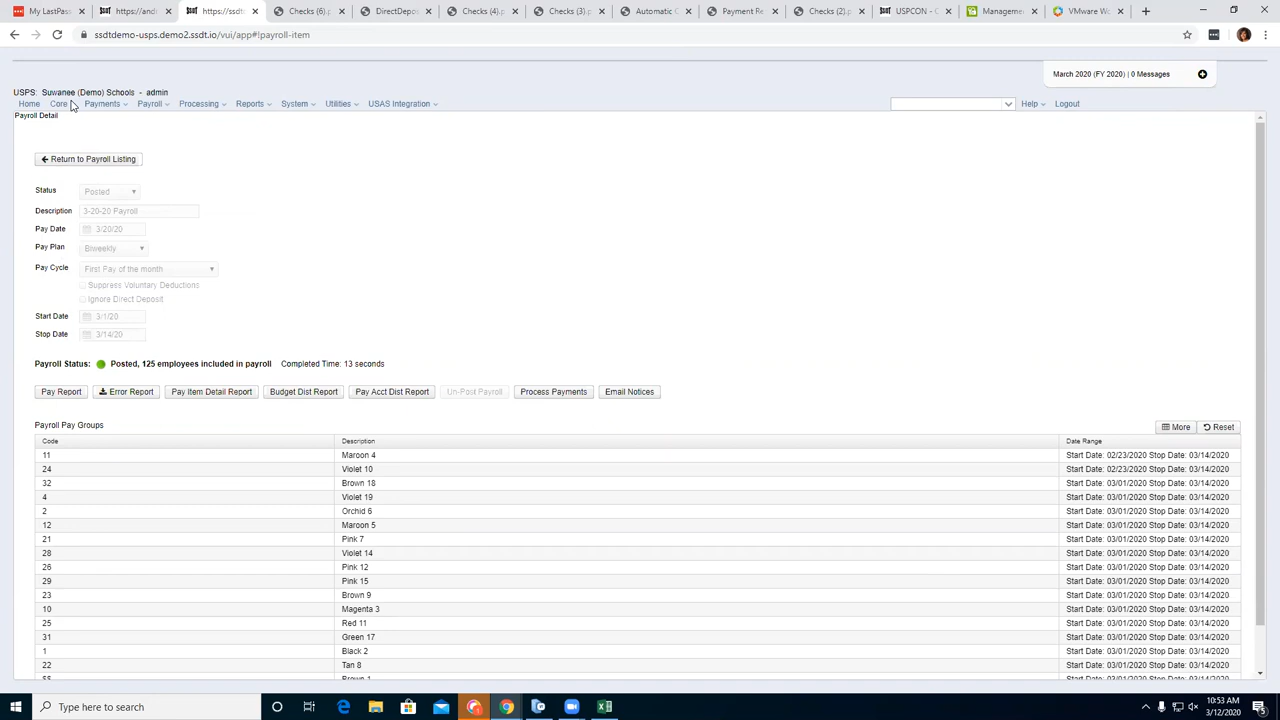 My LastPass
https://andr
https://ssdt
Checks (6).p
DirectDepos
Checks (4).p
Checks (3).p
Automatic C
Payment Re
Checks (2).p
USPCON - C
Managemen
VMware Wo
ssdtdemo-usps.demo2.ssdt.io/vui/app#!payroll-item
March 2020 (FY 2020) | 0 Messages
USPS: Suwanee (Demo) Schools - admin
Home Core Payments Payroll Processing Reports System Utilities USAS Integration Help Logout
Payroll Detail
Return to Payroll Listing
Status Posted
Description 3-20-20 Payroll
Pay Date 3/20/20
Pay Plan Biweekly
Pay Cycle First Pay of the month
Suppress Voluntary Deductions
Ignore Direct Deposit
Start Date 3/1/20
Stop Date 3/14/20
Payroll Status: Posted, 125 employees included in payroll Completed Time: 13 seconds
Pay Report Error Report Pay Item Detail Report Budget Dist Report Pay Acct Dist Report Un-Post Payroll Process Payments Email Notices
Payroll Pay Groups More Reset
Code Description Date Range
11 Maroon 4 Start Date: 02/23/2020 Stop Date: 03/14/2020
24 Violet 10 Start Date: 02/23/2020 Stop Date: 03/14/2020
32 Brown 18 Start Date: 03/01/2020 Stop Date: 03/14/2020
4 Violet 19 Start Date: 03/01/2020 Stop Date: 03/14/2020
2 Orchid 6 Start Date: 03/01/2020 Stop Date: 03/14/2020
12 Maroon 5 Start Date: 03/01/2020 Stop Date: 03/14/2020
21 Pink 7 Start Date: 03/01/2020 Stop Date: 03/14/2020
28 Violet 14 Start Date: 03/01/2020 Stop Date: 03/14/2020
26 Pink 12 Start Date: 03/01/2020 Stop Date: 03/14/2020
29 Pink 15 Start Date: 03/01/2020 Stop Date: 03/14/2020
23 Brown 9 Start Date: 03/01/2020 Stop Date: 03/14/2020
10 Magenta 3 Start Date: 03/01/2020 Stop Date: 03/14/2020
25 Red 11 Start Date: 03/01/2020 Stop Date: 03/14/2020
31 Green 17 Start Date: 03/01/2020 Stop Date: 03/14/2020
1 Black 2 Start Date: 03/01/2020 Stop Date: 03/14/2020
22 Tan 8 Start Date: 03/01/2020 Stop Date: 03/14/2020
55 Brown 1 Start Date: 03/01/2020 Stop Date: 03/14/2020
Type here to search
10:53 AM
3/12/2020